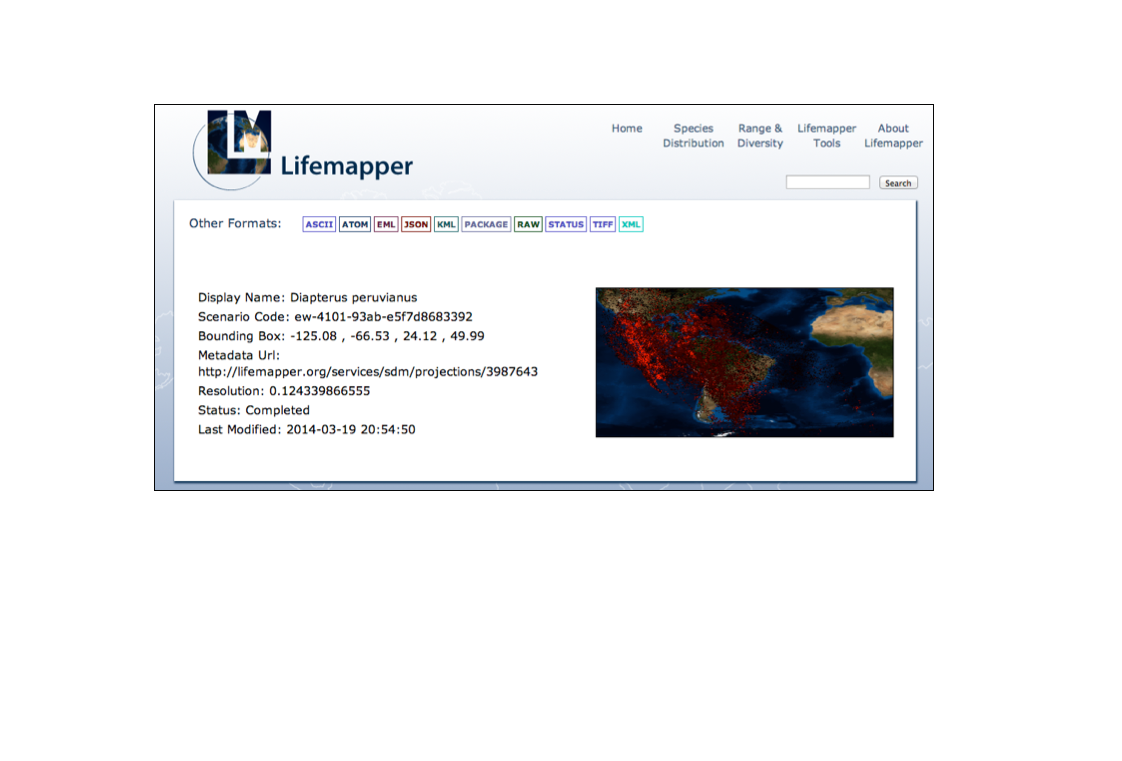 LM
Lifemapper
Home
Species Distribution
Range & Diversity
Lifemapper Tools
About Lifemapper
Search
Other Formats: ASCII ATOM EML JSON KML PACKAGE RAW STATUS TIFF XML
Display Name: Diapterus peruvianus
Scenario Code: ew-4101-93ab-e5f7d8683392
Bounding Box: -125.08 , -66.53 , 24.12 , 49.99
Metadata Url:
http://lifemapper.org/services/sdm/projections/3987643
Resolution: 0.124339866555
Status: Completed
Last Modified: 2014-03-19 20:54:50